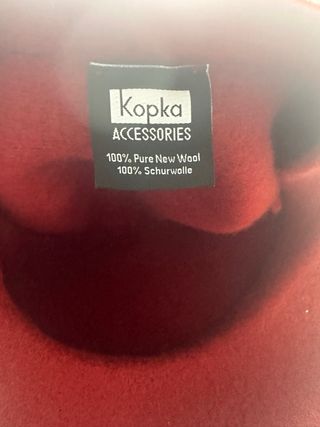 Kopka
ACCESSORIES
100% Pure New Wool
100% Schurwolle